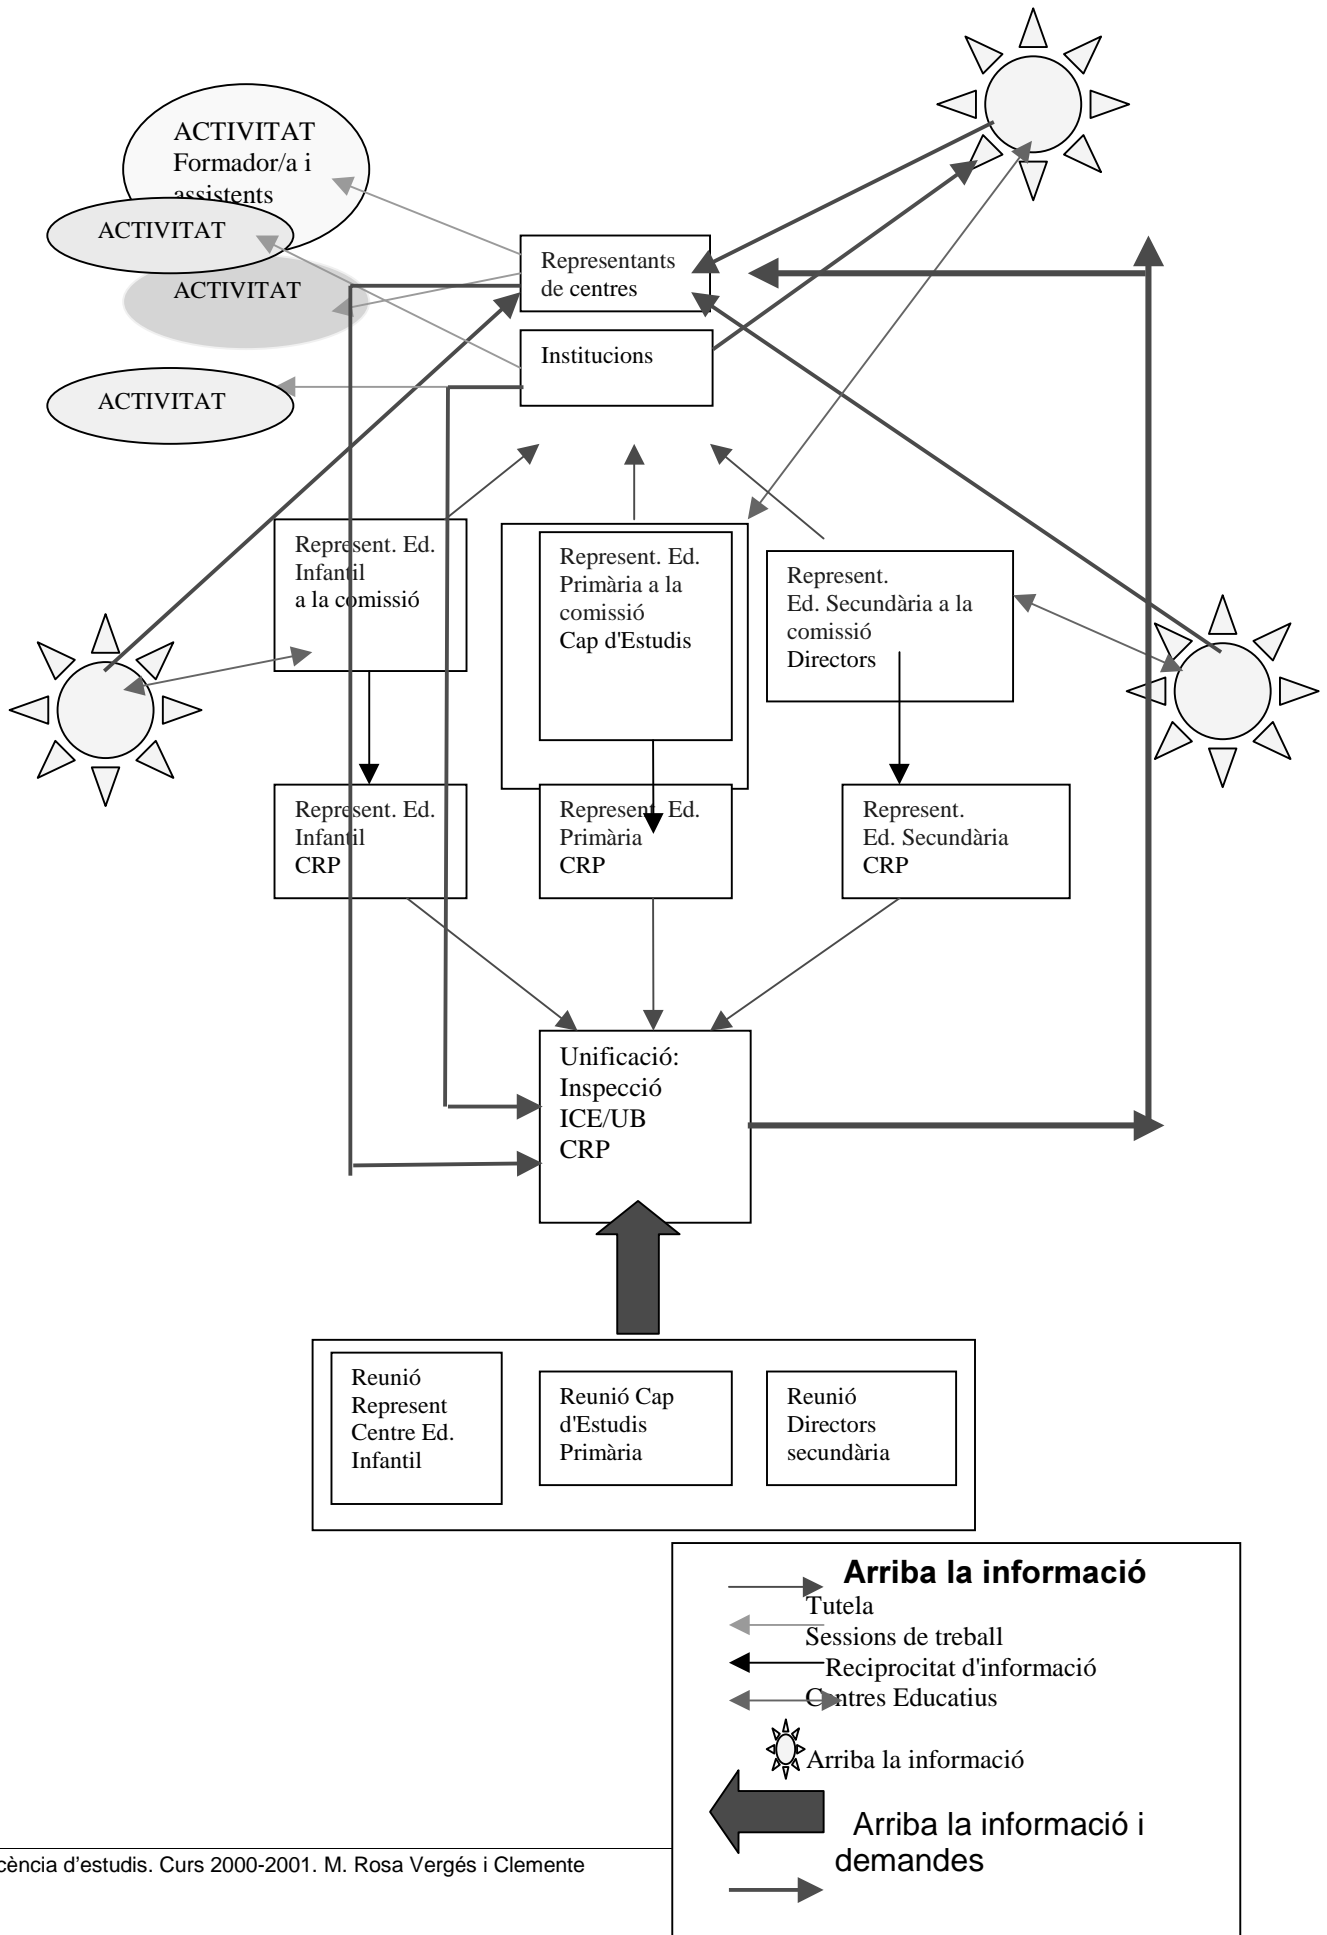 ACTIVITAT
Formador/a i
assistents
ACTIVITAT
ACTIVITAT
ACTIVITAT
Representants
de centres
Institucions
Represent. Ed.
Infantil
a la comissió
Represent. Ed.
Primària a la
comissió
Cap d'Estudis
Represent.
Ed. Secundària a la
comissió
Directors
Represent. Ed.
Infantil
CRP
Represent. Ed.
Primària
CRP
Represent.
Ed. Secundària
CRP
Unificació:
Inspecció
ICE/UB
CRP
Reunió
Represent
Centre Ed.
Infantil
Reunió Cap
d'Estudis
Primària
Reunió
Directors
secundària
Arriba la informació
Tutela
Sessions de treball
Reciprocitat d'informació
Centres Educatius
Arriba la informació
Arriba la informació i
demandes
cència d’estudis. Curs 2000-2001. M. Rosa Vergés i Clemente